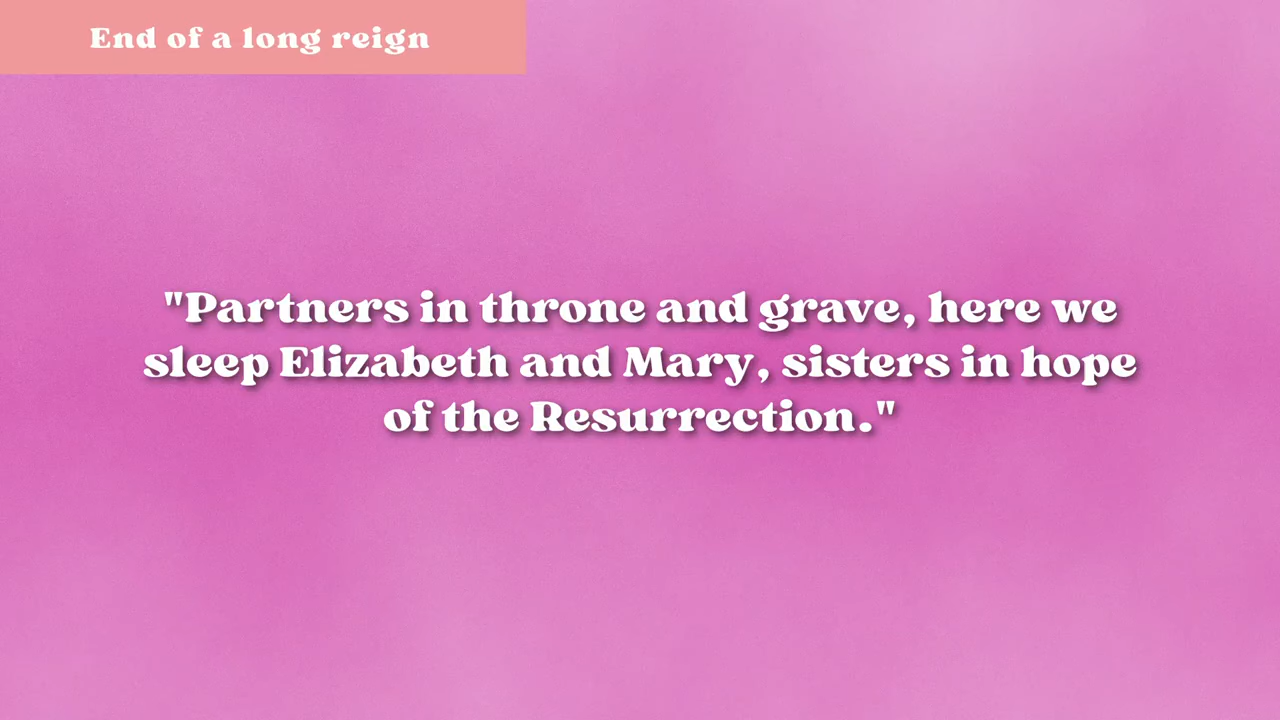 End of a long reign
"Partners in throne and grave, here we
sleep Elizabeth and Mary, sisters in hope
of the Resurrection."